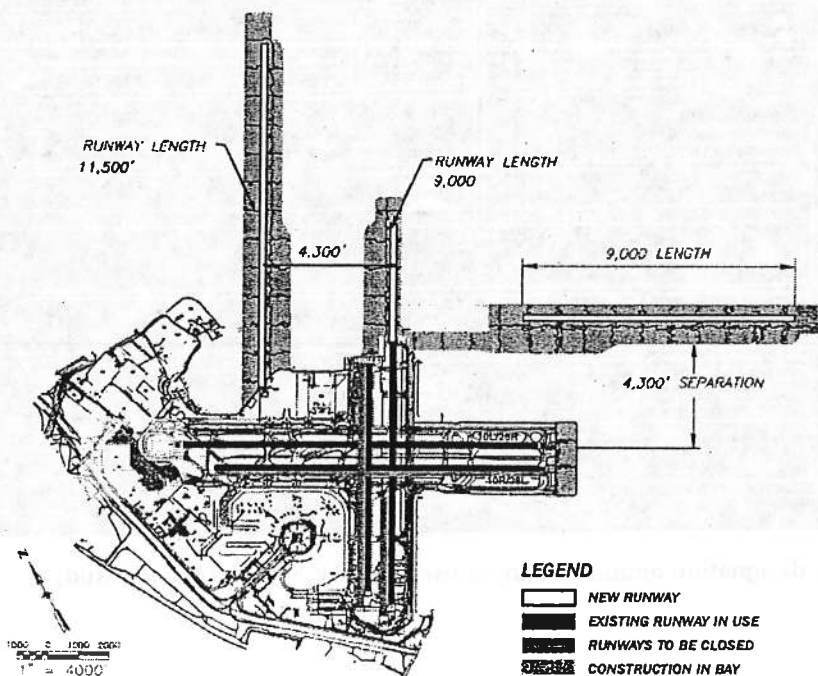 RUNWAY LENGTH
11,500'
RUNWAY LENGTH
9,000
4,300'
9,000 LENGTH
4,300' SEPARATION
LEGEND
NEW RUNWAY
EXISTING RUNWAY IN USE
RUNWAYS TO BE CLOSED
CONSTRUCTION IN BAY
1000 0 1000 2000
1" = 4000'